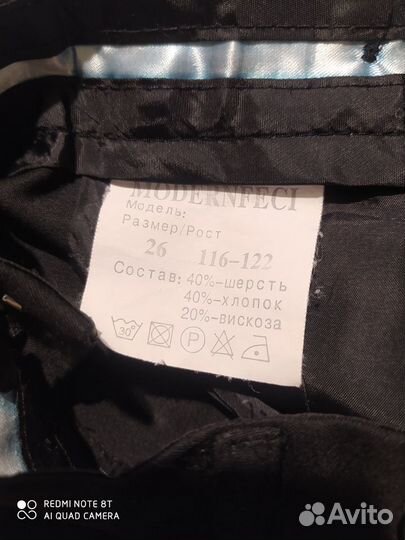 MODERNFECI
Модель:
Размер/Рост
26 116-122
Состав: 40%-шерсть
40%-хлопок
20%-вискоза
30°
P
REDMI NOTE 8T
AI QUAD CAMERA
Avito